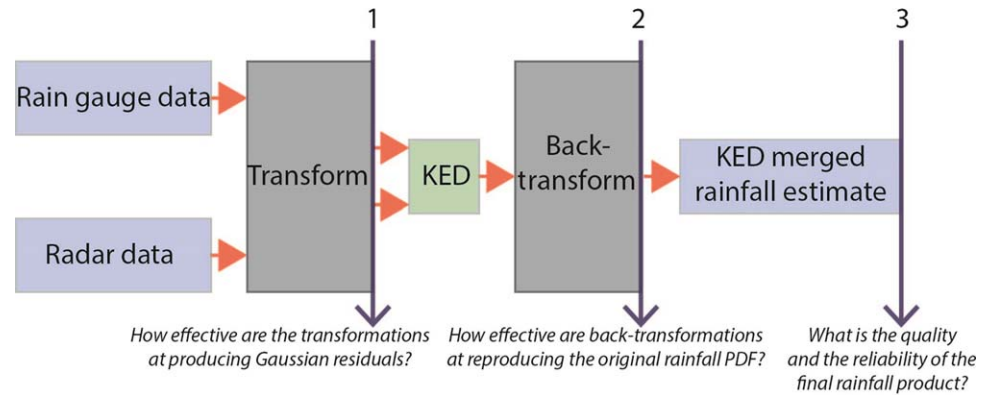 1
2
3
Rain gauge data
Radar data
Transform
KED
Back-
transform
KED merged
rainfall estimate
How effective are the transformations
at producing Gaussian residuals?
How effective are back-transformations
at reproducing the original rainfall PDF?
What is the quality
and the reliability of the
final rainfall product?